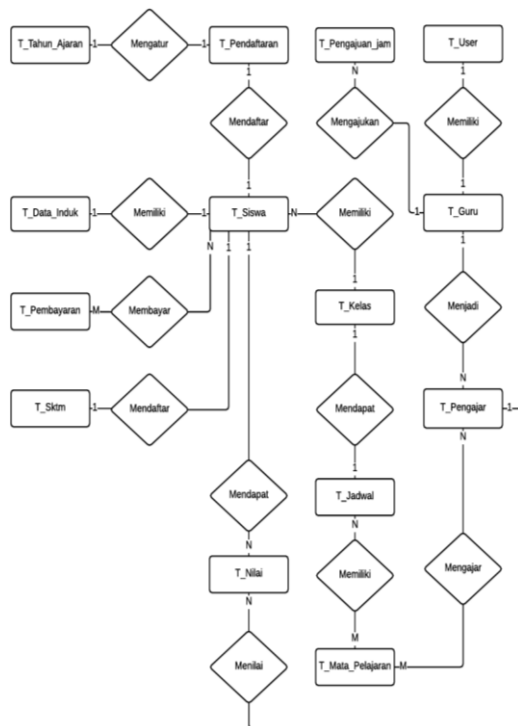 T_Tahun_Ajaran 1 Mengatur 1 T_Pendaftaran T_Pengajuan_jam T_User
1 N 1
Mendaftar Mengajukan Memiliki
1 1
T_Data_Induk 1 Memiliki 1 T_Siswa N Memiliki 1 T_Guru
N 1 1 1
1
T_Pembayaran M Membayar T_Kelas Menjadi
1
N
T_Sktm 1 Mendaftar Mendapat T_Pengajar 1
N
1
Mendapat T_Jadwal
N
N
T_Nilai Memiliki Mengajar
N
M
Menilai T_Mata_Pelajaran M